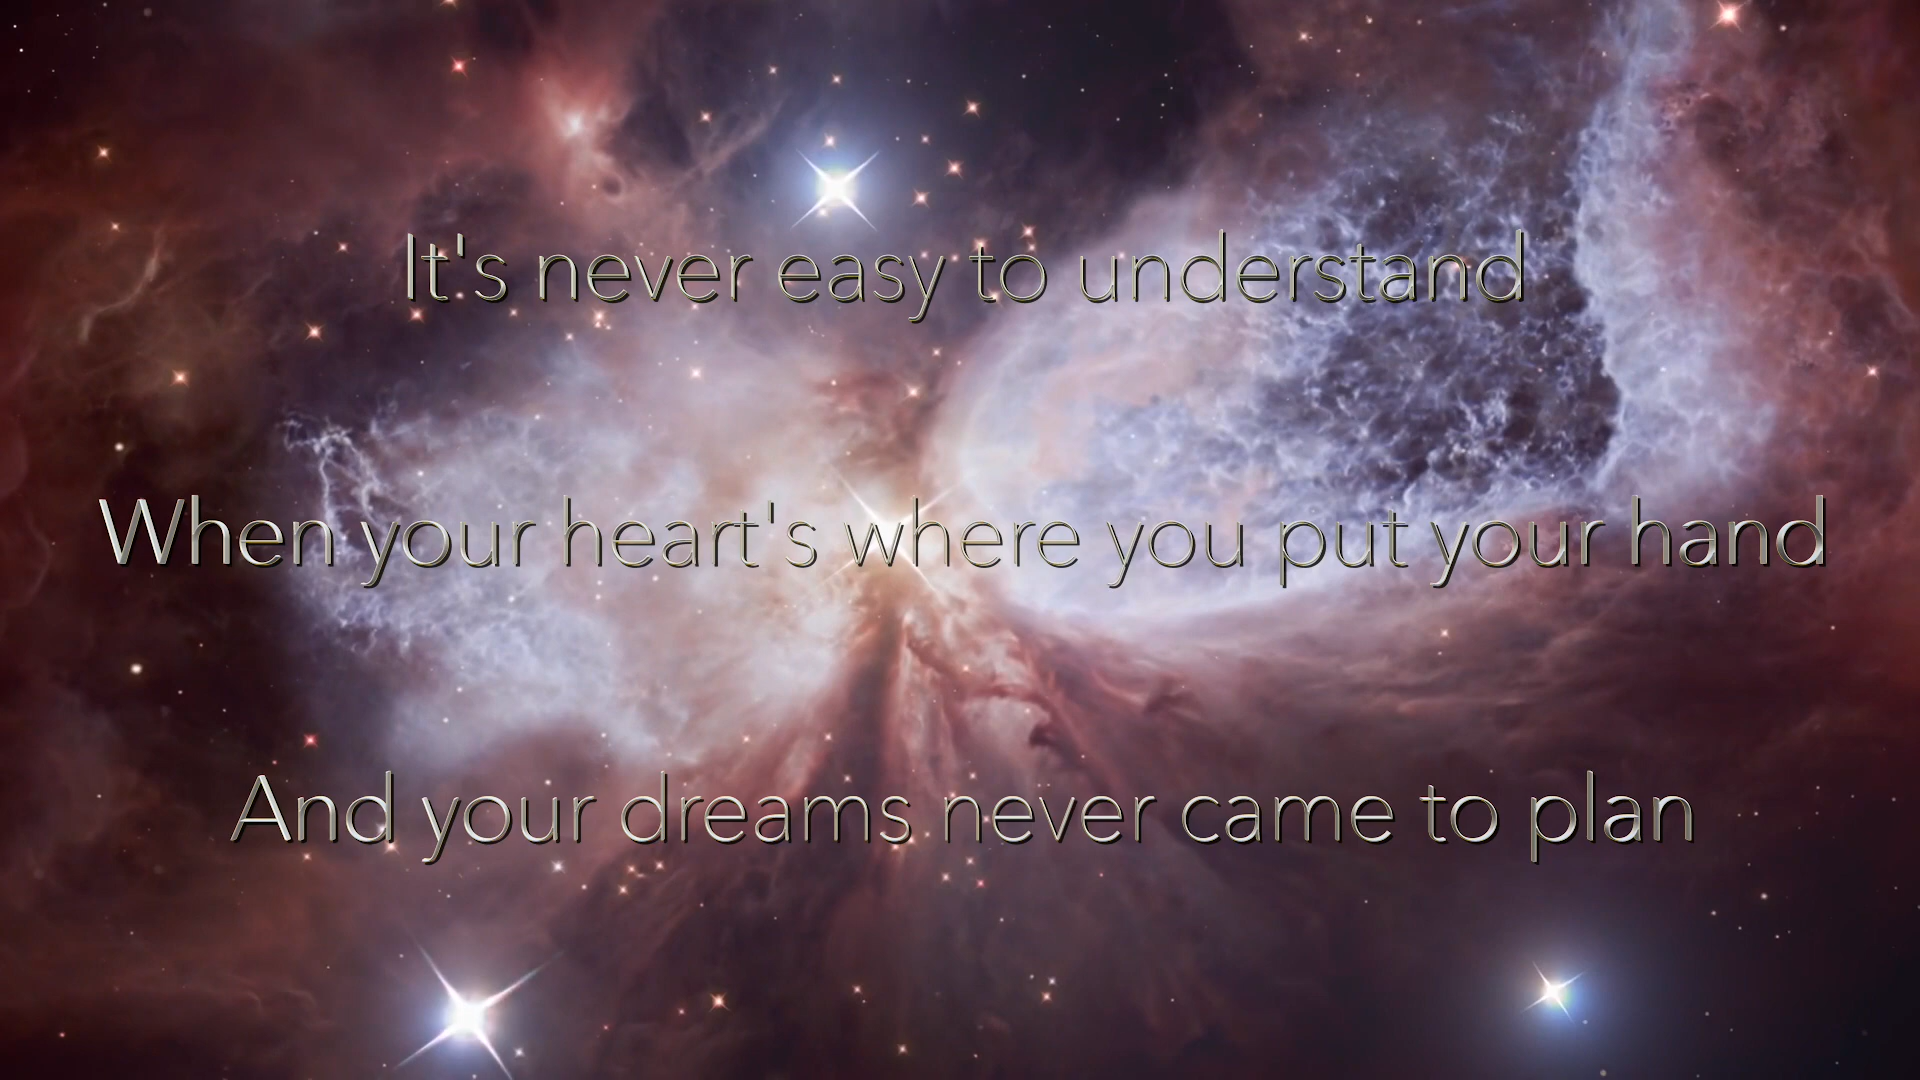 It's never easy to understand
When your heart's where you put your hand
And your dreams never came to plan